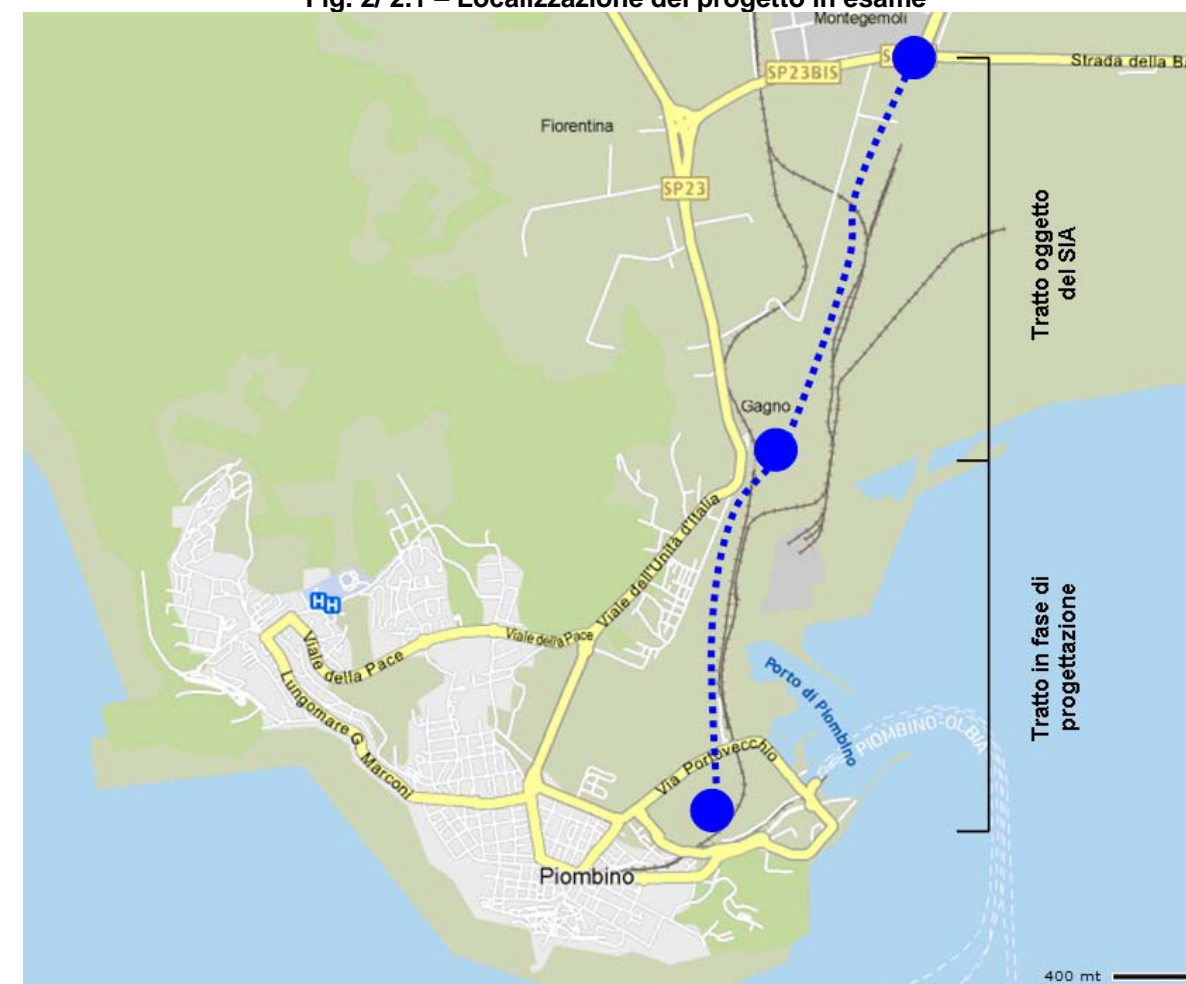 Fig. 2/ 2.1 – Localizzazione del progetto in esame
Montegemoli
SP23BIS
Strada della
Fiorentina
SP23
Tratto oggetto
del SIA
Gagno
Viale dell'Unità d'Italia
Tratto in fase di
progettazione
HH
Viale della Pace
Viale della Pace
Lungomare G. Marconi
Porto di Piombino
PIOMBINO-OLBIA
Via Portovecchio
Piombino
400 mt